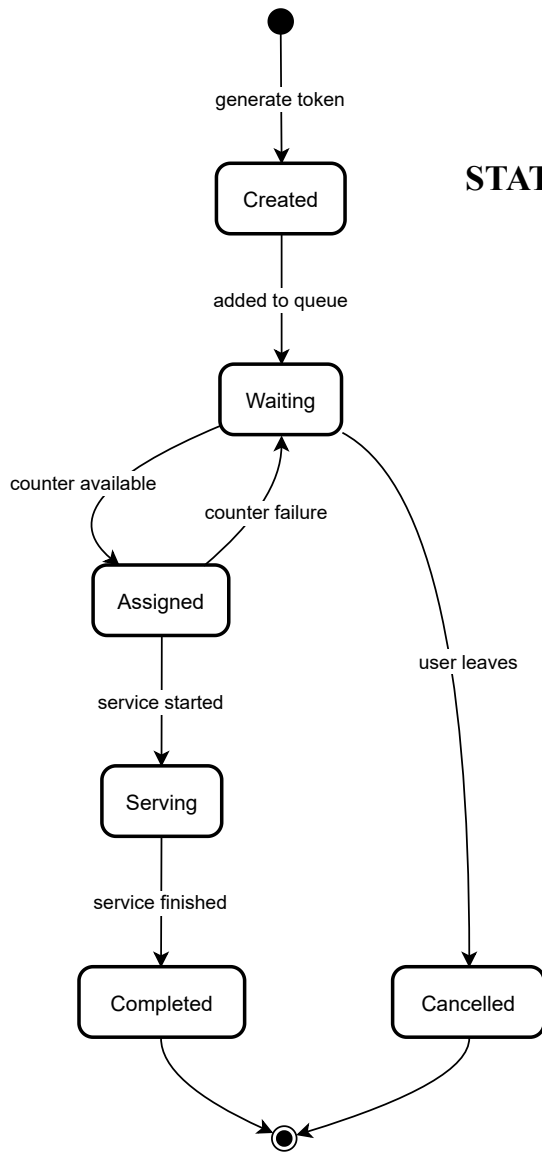 generate token
STAT
Created
added to queue
Waiting
counter available
counter failure
Assigned
user leaves
service started
Serving
service finished
Completed
Cancelled